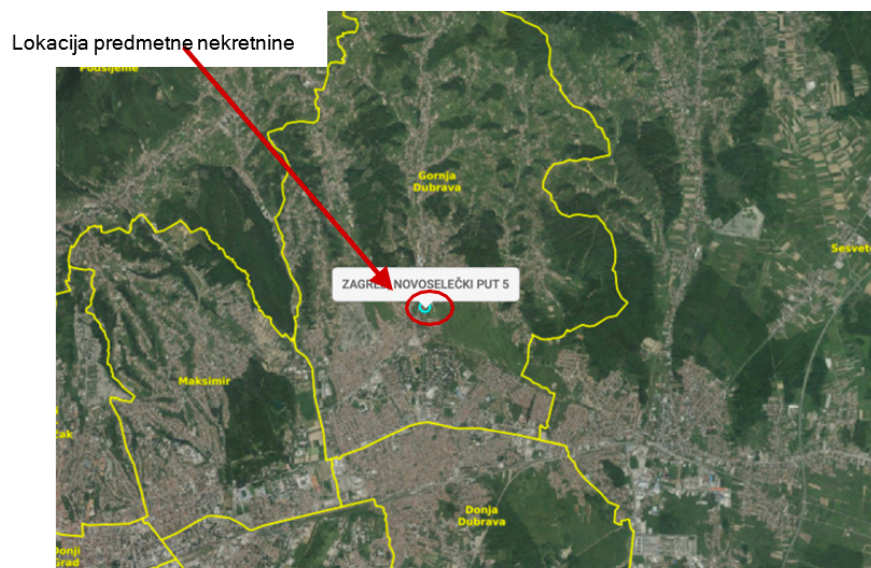 Lokacija predmetne nekretnine
Podsljeme
Gornja
Dubrava
Sesvete
ZAGREB, NOVOSELEČKI PUT 5
Maksimir
Donja
Dubrava
Donji
Grad